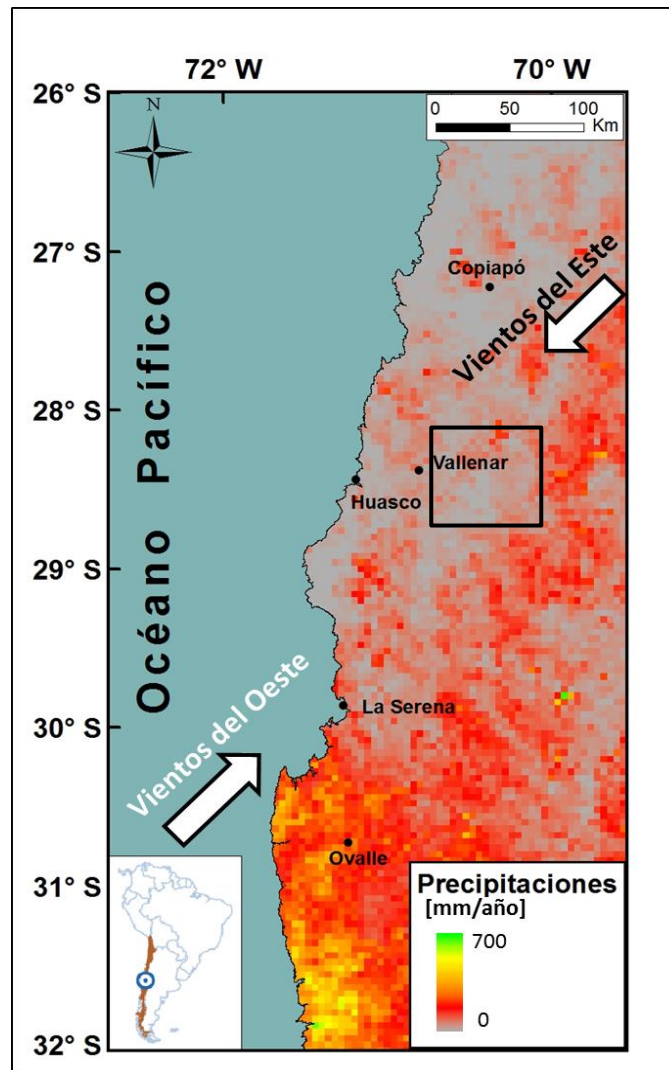 72° W
70° W
26° S
N
0 50 100
Km
27° S
Copiapó
Vientos del Este
Océano Pacífico
28° S
Vallenar
Huasco
29° S
Vientos del Oeste
La Serena
30° S
Ovalle
31° S
Precipitaciones
[mm/año]
700
0
32° S